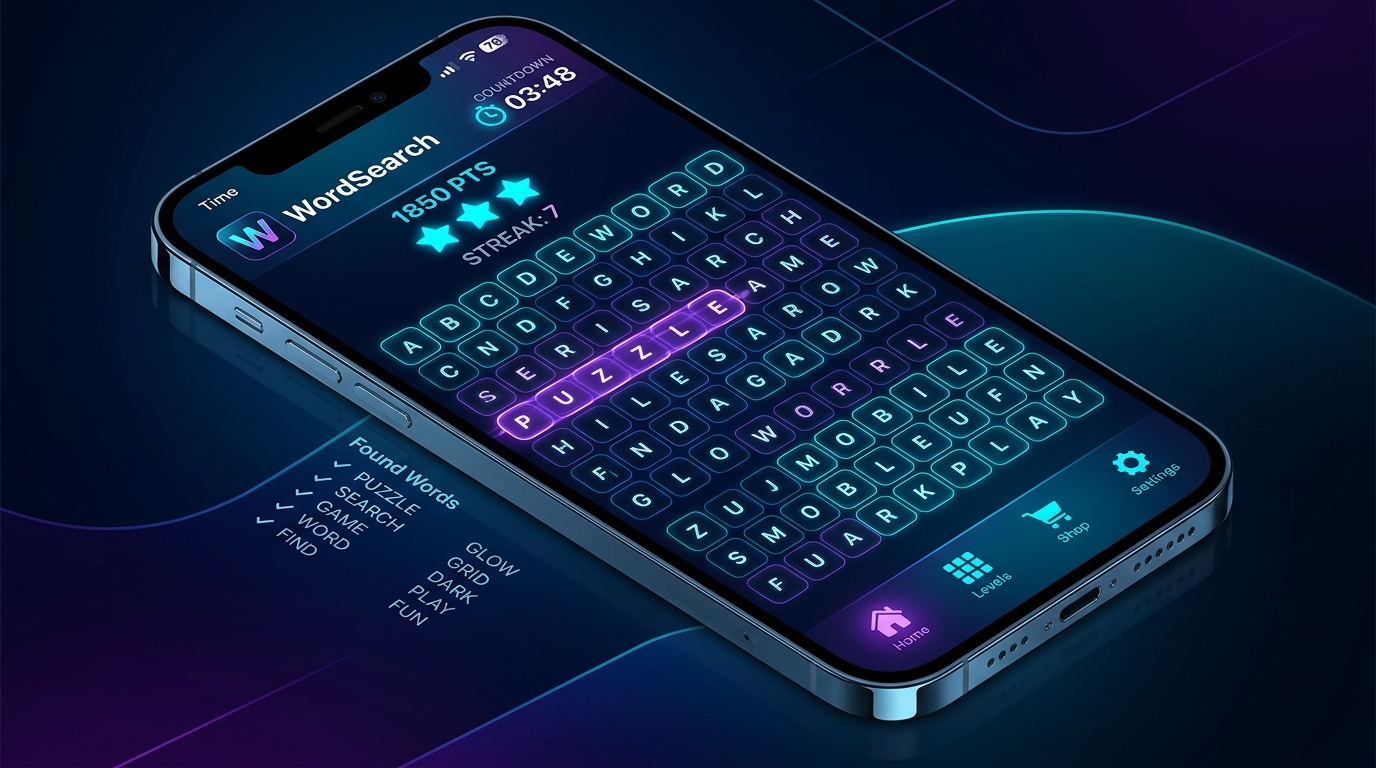 Time
70
COUNTDOWN
03:48
W WordSearch
1850 PTS
STREAK: 7
A B C D E W O R D
C N D F G H I K L
S E R I S A R C H
P U Z Z L E A M E
H I L E S A R O W
F N D A G A D R K
G L O W O R R L E
Z U J M O B I L E
S M O B L E U F N
F U A R K P L A Y
Home
Levels
Shop
Settings
Found Words
✓ PUZZLE
✓ SEARCH
✓ GAME
✓ WORD
✓ FIND
GLOW
GRID
DARK
PLAY
FUN